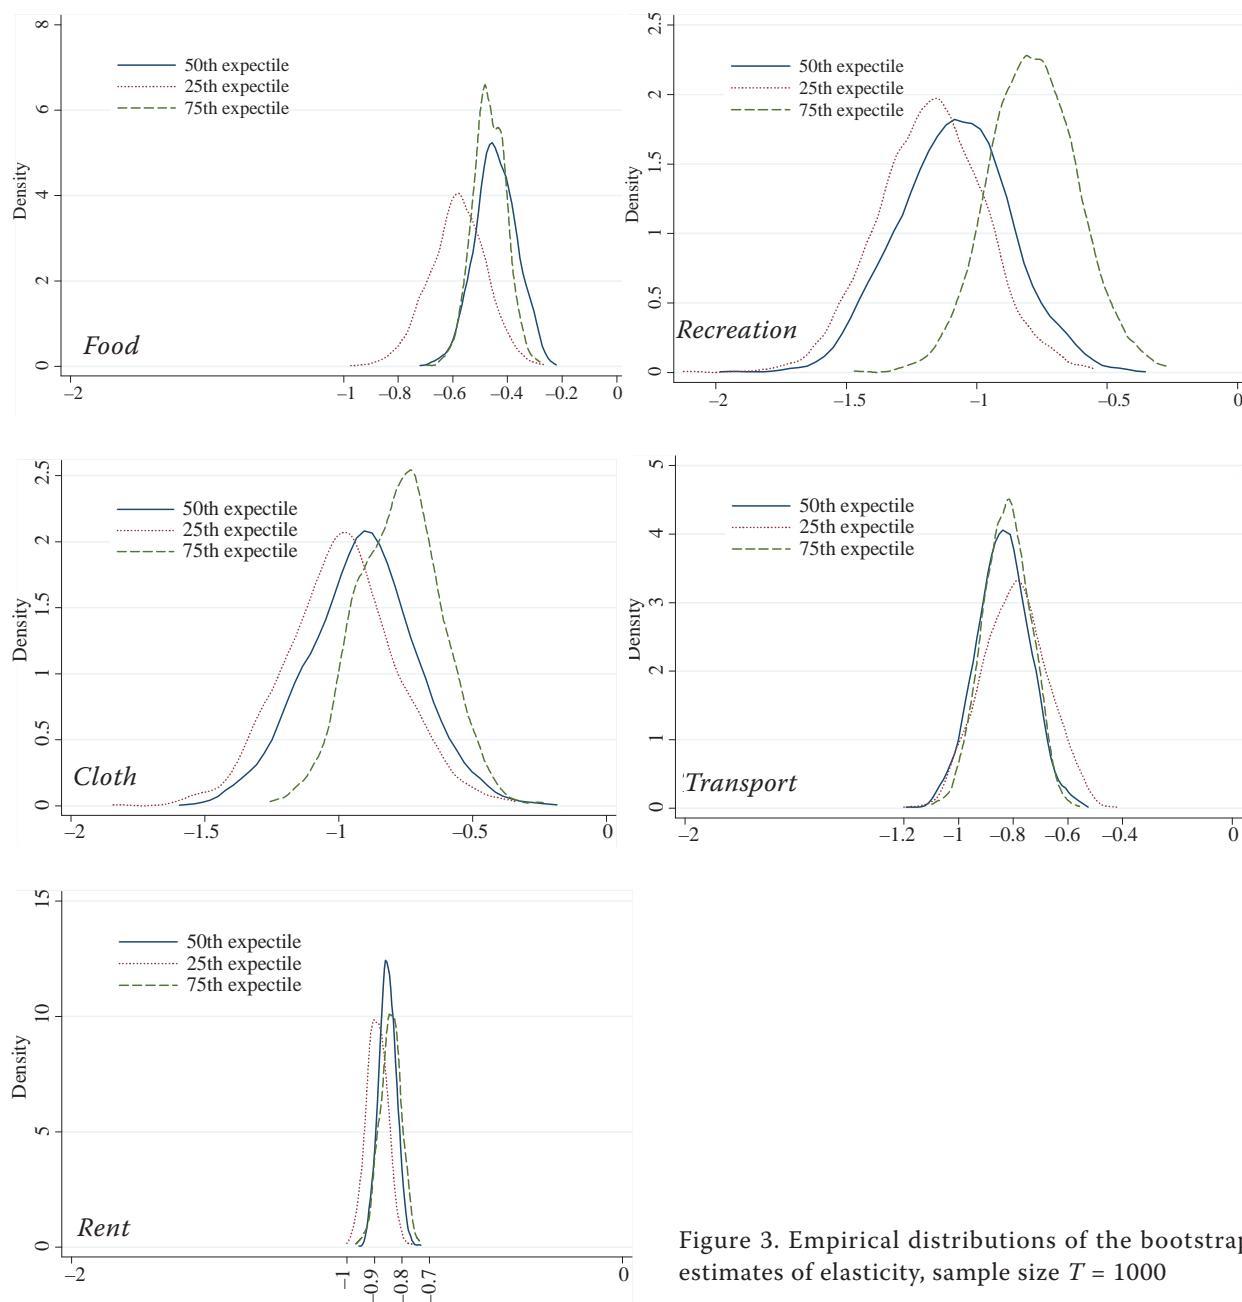 8
6
4
2
0
Density
50th expectile
25th expectile
75th expectile
Food
–2
–1
–0.8
–0.6
–0.4
–0.2
0
2.5
2
1.5
1
0.5
0
Density
50th expectile
25th expectile
75th expectile
Recreation
–2
–1.5
–1
–0.5
0
2.5
2
1.5
1
0.5
0
Density
50th expectile
25th expectile
75th expectile
Cloth
–2
–1.5
–1
–0.5
0
5
4
3
2
1
0
Density
50th expectile
25th expectile
75th expectile
Transport
–2
–1.2
–1
–0.8
–0.6
–0.4
0
15
10
5
0
Density
50th expectile
25th expectile
75th expectile
Rent
–2
–1
–0.9
–0.8
–0.7
0
Figure 3. Empirical distributions of the bootstrap
estimates of elasticity, sample size T = 1000